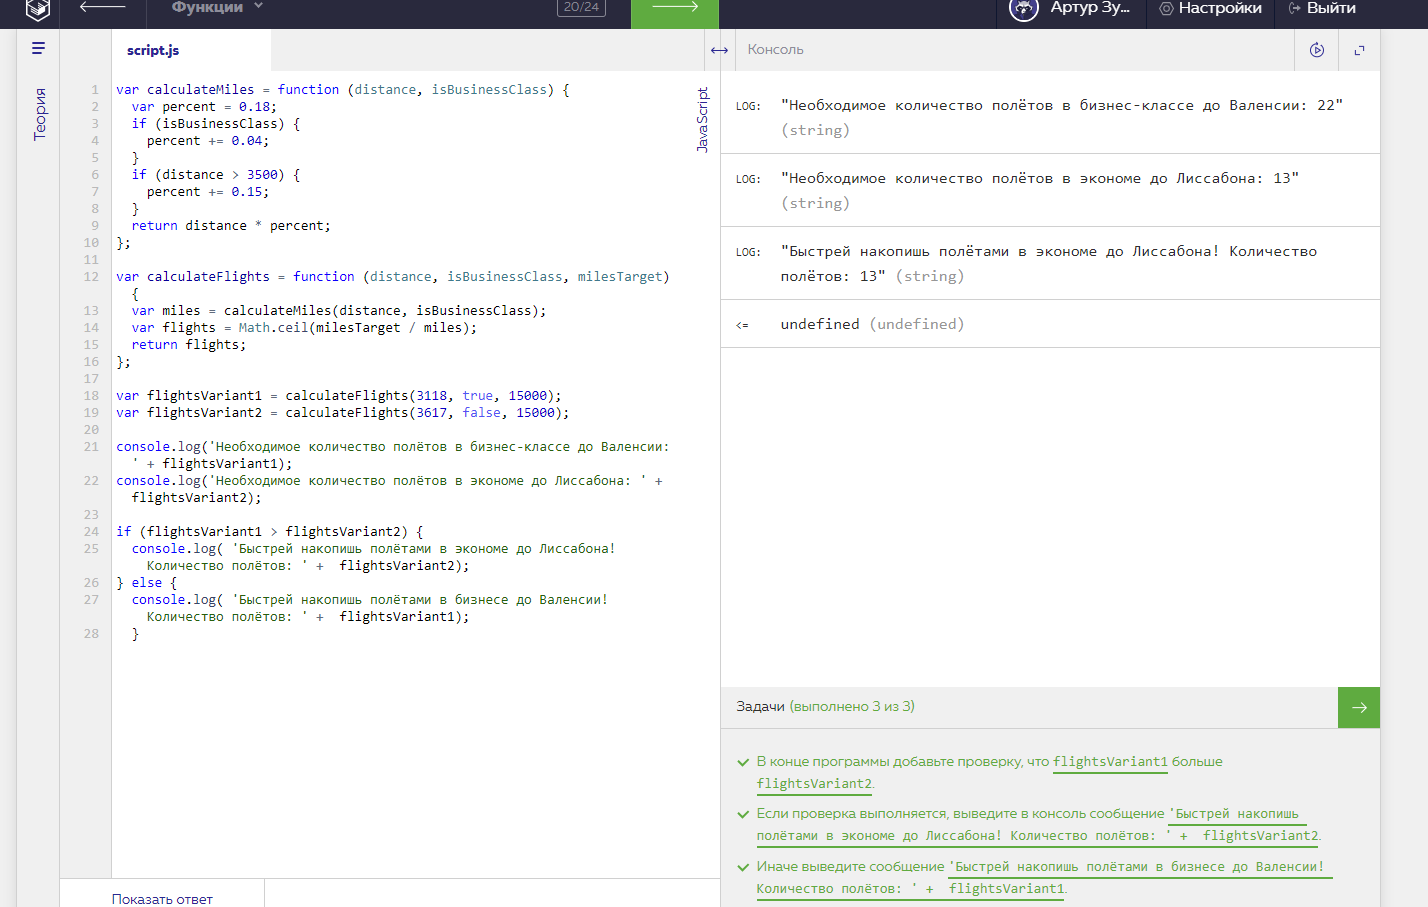 Функции
20/24
Артур Зу...
Настройки
Выйти
Теория
script.js
JavaScript
1 var calculateMiles = function (distance, isBusinessClass) {
2 var percent = 0.18;
3 if (isBusinessClass) {
4 percent += 0.04;
5 }
6 if (distance > 3500) {
7 percent += 0.15;
8 }
9 return distance * percent;
10 };
11
12 var calculateFlights = function (distance, isBusinessClass, milesTarget)
{
13 var miles = calculateMiles(distance, isBusinessClass);
14 var flights = Math.ceil(milesTarget / miles);
15 return flights;
16 };
17
18 var flightsVariant1 = calculateFlights(3118, true, 15000);
19 var flightsVariant2 = calculateFlights(3617, false, 15000);
20
21 console.log('Необходимое количество полётов в бизнес-классе до Валенсии:
' + flightsVariant1);
22 console.log('Необходимое количество полётов в экономе до Лиссабона: ' +
flightsVariant2);
23
24 if (flightsVariant1 > flightsVariant2) {
25 console.log( 'Быстрей накопишь полётами в экономе до Лиссабона!
Количество полётов: ' +  flightsVariant2);
26 } else {
27 console.log( 'Быстрей накопишь полётами в бизнесе до Валенсии!
Количество полётов: ' +  flightsVariant1);
28 }
Показать ответ
Консоль
LOG: "Необходимое количество полётов в бизнес-классе до Валенсии: 22"
(string)
LOG: "Необходимое количество полётов в экономе до Лиссабона: 13"
(string)
LOG: "Быстрей накопишь полётами в экономе до Лиссабона! Количество
полётов: 13" (string)
<= undefined (undefined)
Задачи (выполнено 3 из 3)
В конце программы добавьте проверку, что flightsVariant1 больше
flightsVariant2.
Если проверка выполняется, выведите в консоль сообщение 'Быстрей накопишь
полётами в экономе до Лиссабона! Количество полётов: ' +  flightsVariant2.
Иначе выведите сообщение 'Быстрей накопишь полётами в бизнесе до Валенсии!
Количество полётов: ' +  flightsVariant1.